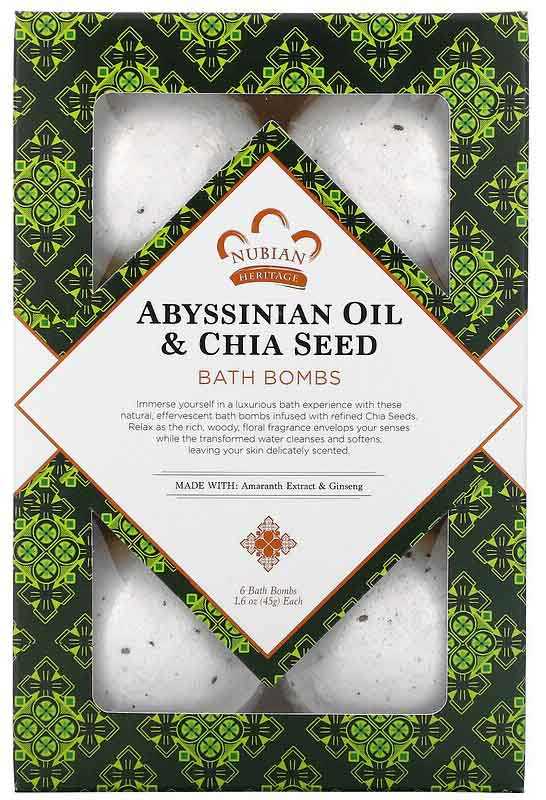 NUBIAN
HERITAGE
ABYSSINIAN OIL
& CHIA SEED
BATH BOMBS
Immerse yourself in a luxurious bath experience with these
natural, effervescent bath bombs infused with refined Chia Seeds.
Relax as the rich, woody, floral fragrance envelops your senses
while the transformed water cleanses and softens,
leaving your skin delicately scented.
MADE WITH: Amaranth Extract & Ginseng
6 Bath Bombs
1.6 oz (45g) Each